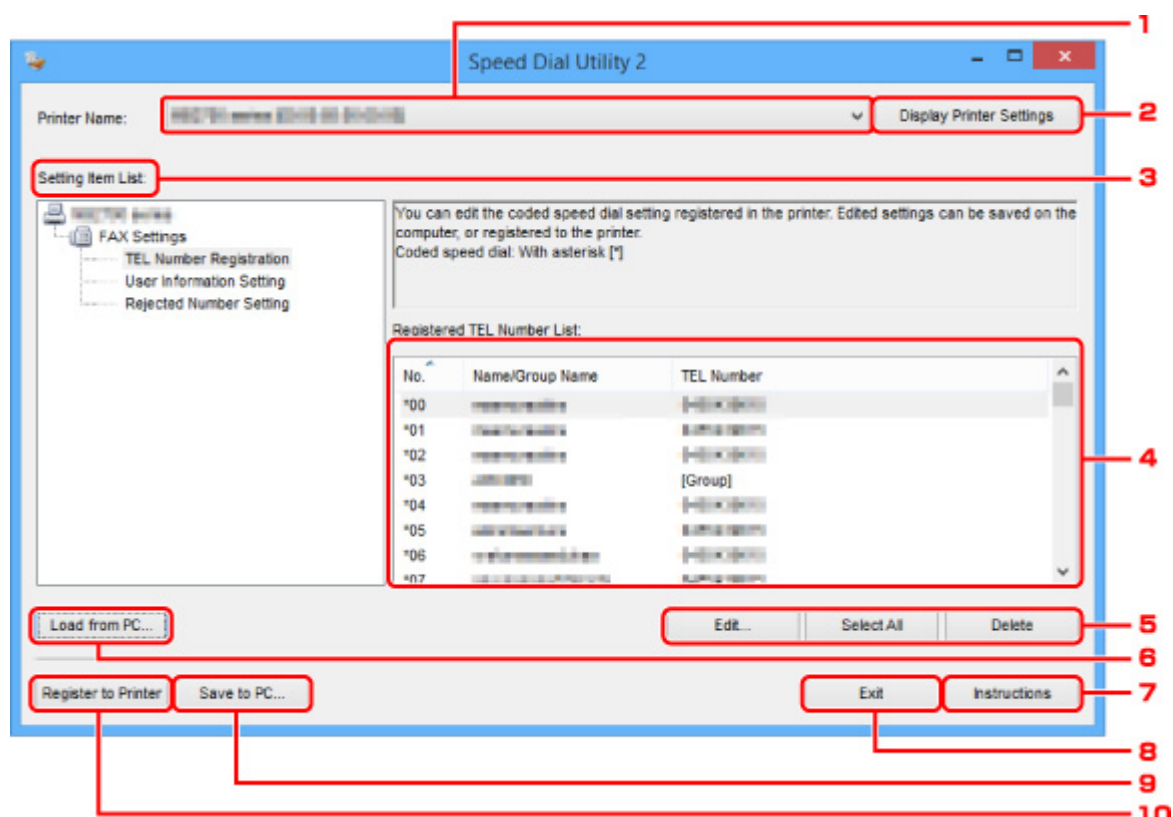 1
Speed Dial Utility 2
Printer Name:
Display Printer Settings
2
Setting Item List:
3
You can edit the coded speed dial setting registered in the printer. Edited settings can be saved on the
computer, or registered to the printer.
Coded speed dial: With asterisk [*]
FAX Settings
TEL Number Registration
User Information Setting
Rejected Number Setting
Registered TEL Number List:
No. Name/Group Name TEL Number
*00
*01
*02
*03 [Group]
4
*04
*05
*06
*07
Load from PC...
Edit... Select All Delete
5
6
Register to Printer Save to PC... Exit Instructions
7
8
9
10